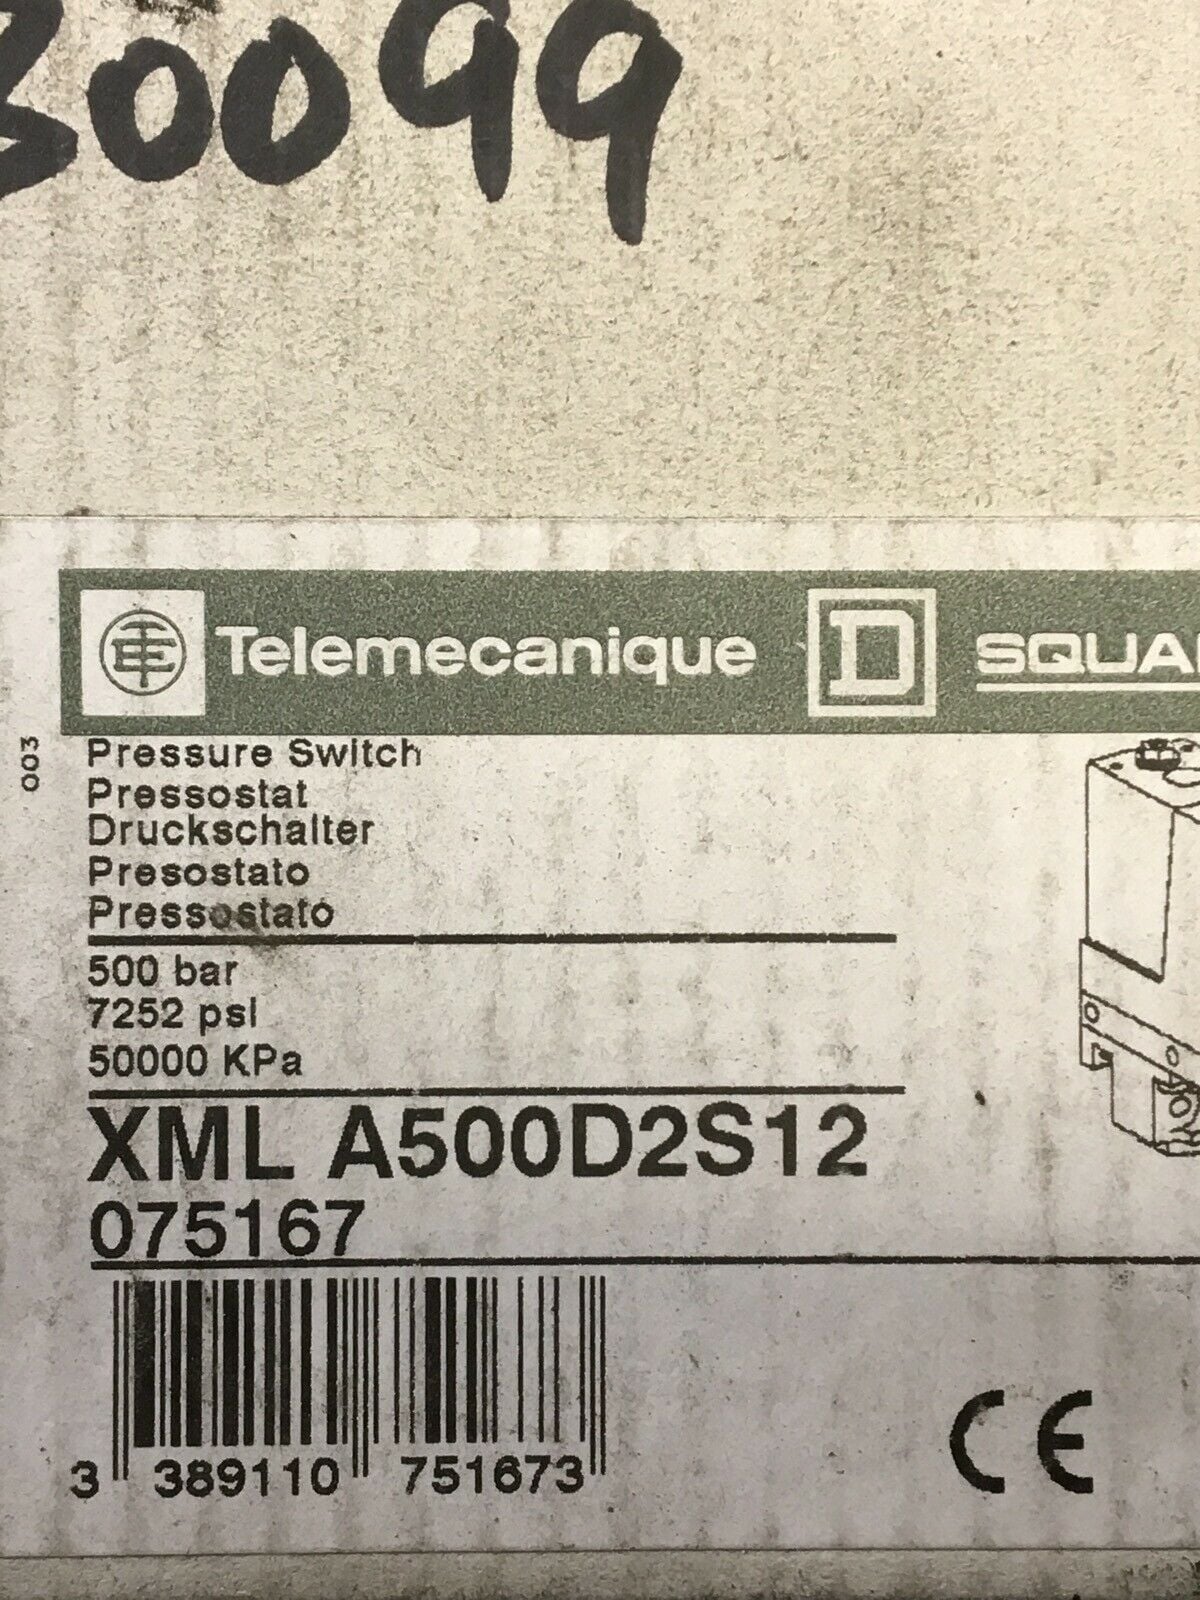 30099
Telemecanique D SQUAR
003
Pressure Switch
Pressostat
Druckschalter
Presostato
Pressostato
500 bar
7252 psi
50000 KPa
XML A500D2S12
075167
3 389110 751673
CE